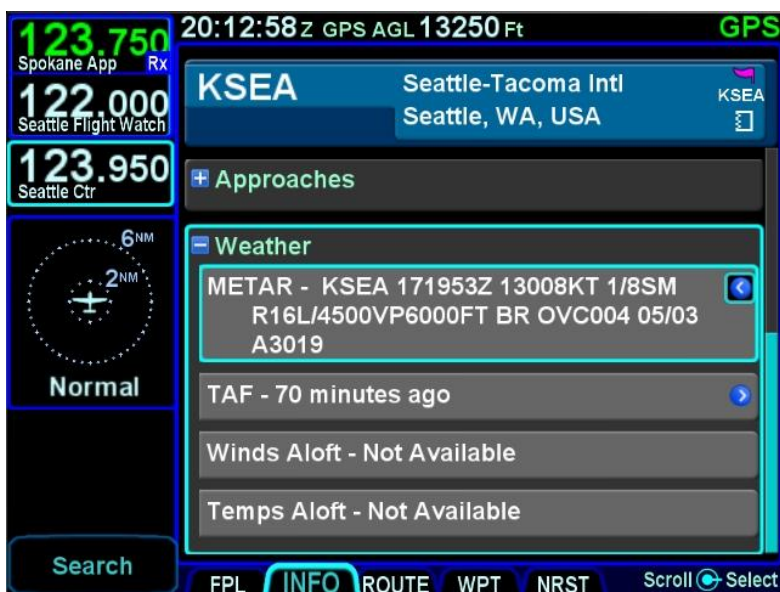 123.750
Spokane App Rx
122.000
Seattle Flight Watch
123.950
Seattle Ctr
6NM
2NM
Normal
Search
20:12:58Z GPS AGL 13250 Ft GPS
KSEA
Seattle-Tacoma Intl
Seattle, WA, USA
KSEA
Approaches
Weather
METAR - KSEA 171953Z 13008KT 1/8SM
R16L/4500VP6000FT BR OVC004 05/03
A3019
TAF - 70 minutes ago
Winds Aloft - Not Available
Temps Aloft - Not Available
FPL INFO ROUTE WPT NRST Scroll Select